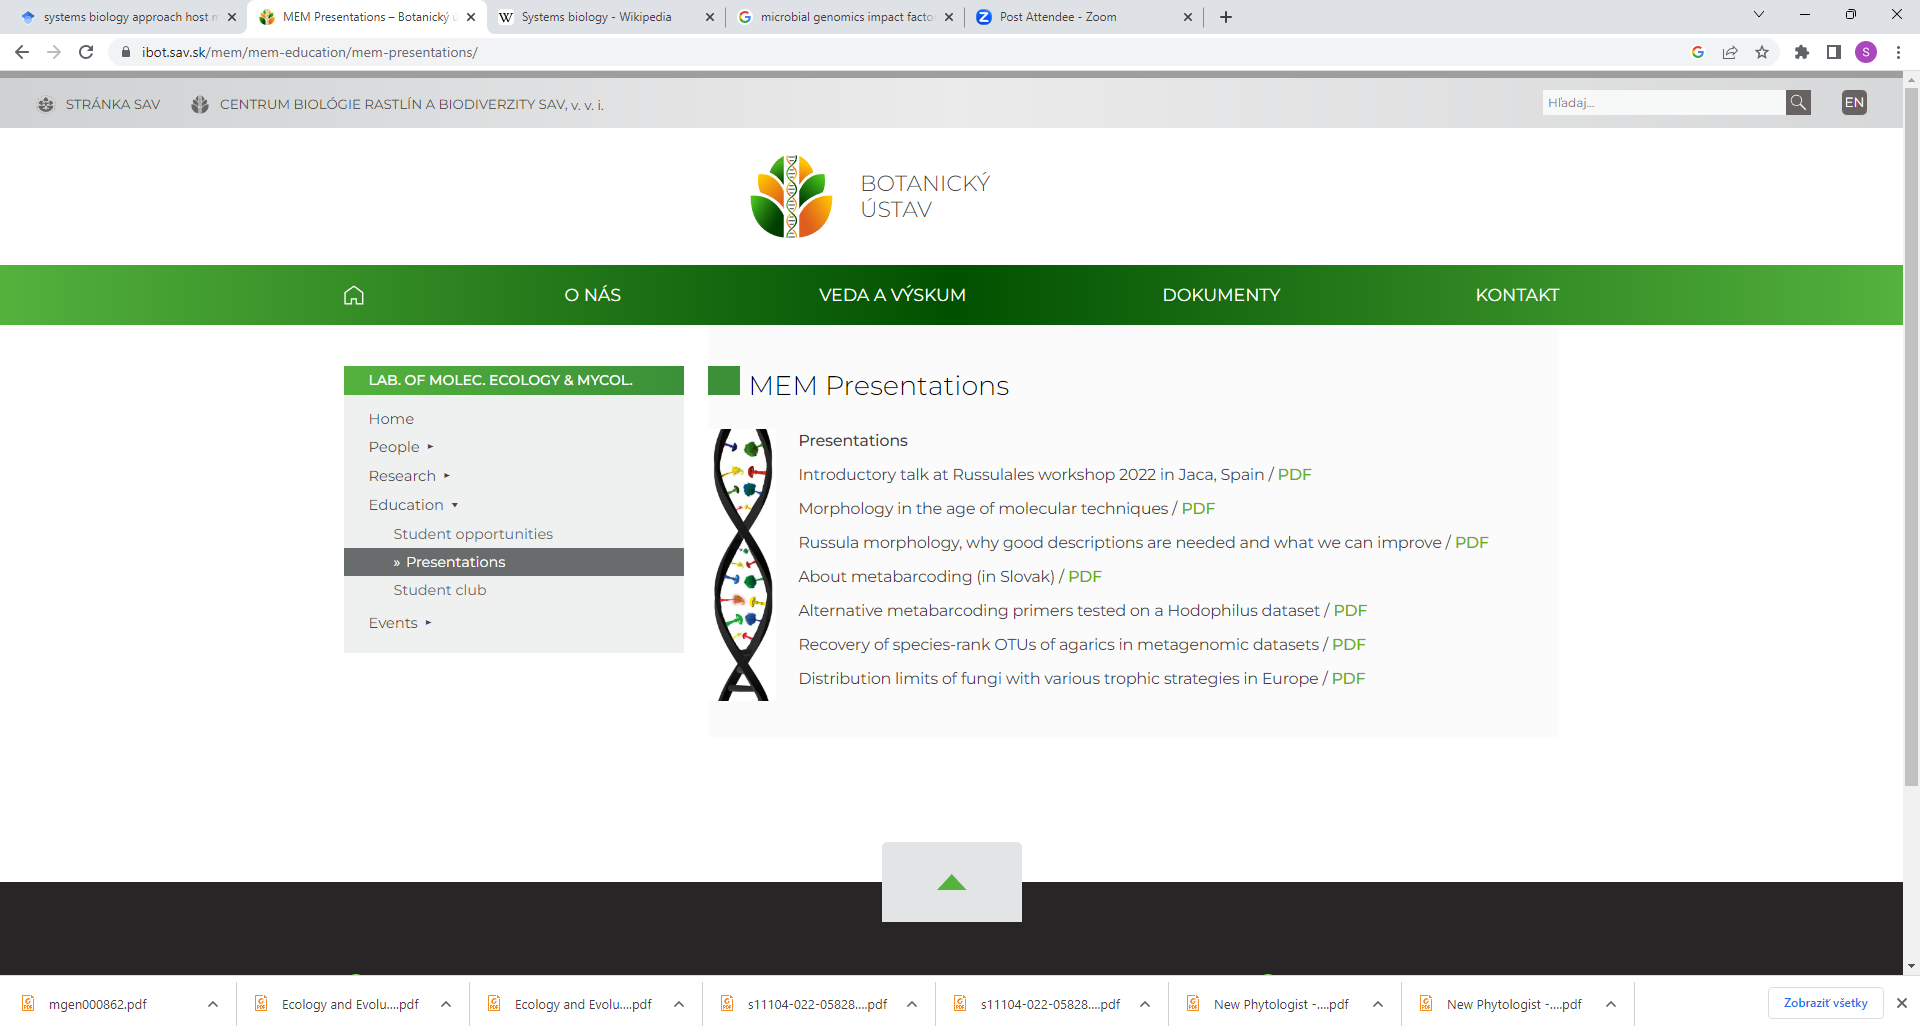 systems biology approach host m
MEM Presentations – Botanický ú
Systems biology - Wikipedia
microbial genomics impact facto
Post Attendee - Zoom
ibot.sav.sk/mem/mem-education/mem-presentations/
S
STRÁNKA SAV
CENTRUM BIOLÓGIE RASTLÍN A BIODIVERZITY SAV, v. v. i.
Hľadaj...
EN
BOTANICKÝ
ÚSTAV
O NÁS
VEDA A VÝSKUM
DOKUMENTY
KONTAKT
LAB. OF MOLEC. ECOLOGY & MYCOL.
Home
People
Research
Education
Student opportunities
» Presentations
Student club
Events
MEM Presentations
Presentations
Introductory talk at Russulales workshop 2022 in Jaca, Spain / PDF
Morphology in the age of molecular techniques / PDF
Russula morphology, why good descriptions are needed and what we can improve / PDF
About metabarcoding (in Slovak) / PDF
Alternative metabarcoding primers tested on a Hodophilus dataset / PDF
Recovery of species-rank OTUs of agarics in metagenomic datasets / PDF
Distribution limits of fungi with various trophic strategies in Europe / PDF
mgen000862.pdf
Ecology and Evolu....pdf
Ecology and Evolu....pdf
s11104-022-05828....pdf
s11104-022-05828....pdf
New Phytologist -....pdf
New Phytologist -....pdf
Zobraziť všetky